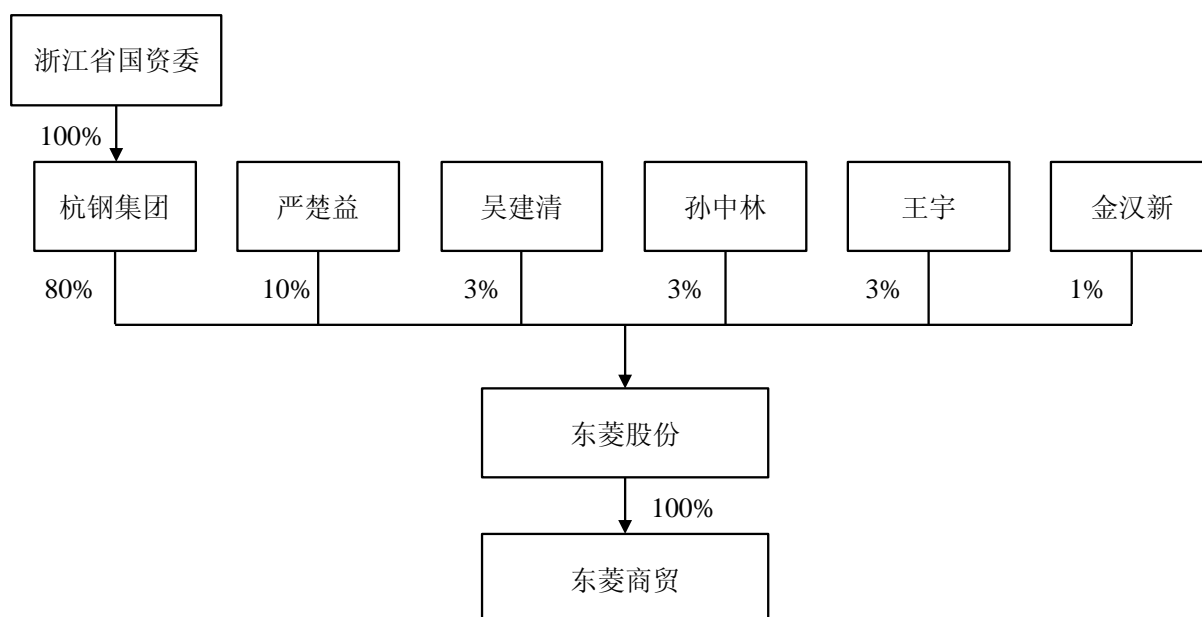 浙江省国资委
100%
杭钢集团
严楚益
吴建清
孙中林
王宇
金汉新
80%
10%
3%
3%
3%
1%
东菱股份
100%
东菱商贸